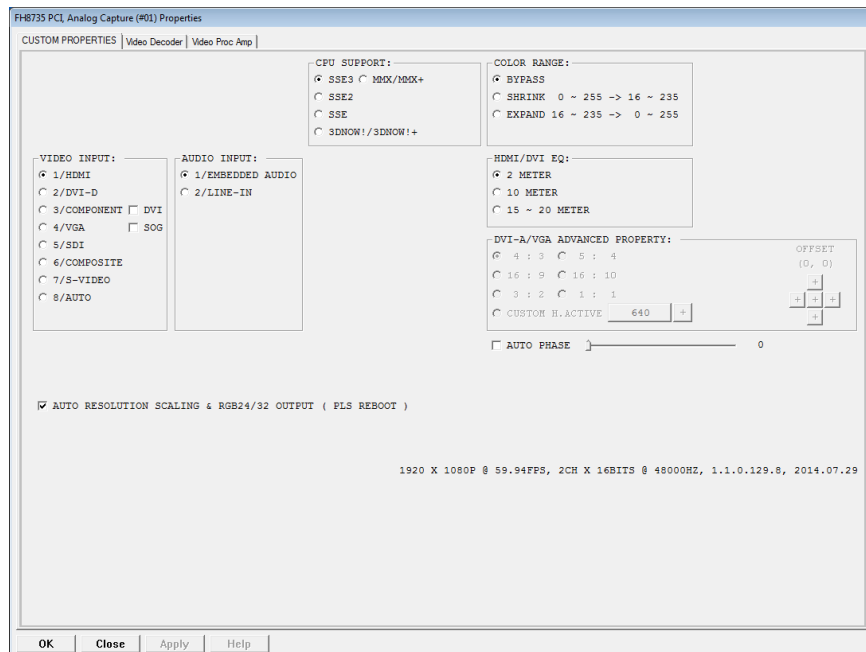 FH8735 PCI, Analog Capture (#01) Properties
CUSTOM PROPERTIES Video Decoder Video Proc Amp
CPU SUPPORT:
SSE3 MMX/MMX+
SSE2
SSE
3DNOW!/3DNOW!+
COLOR RANGE:
BYPASS
SHRINK 0 ~ 255 -> 16 ~ 235
EXPAND 16 ~ 235 -> 0 ~ 255
VIDEO INPUT:
1/HDMI
2/DVI-D
3/COMPONENT DVI
4/VGA SOG
5/SDI
6/COMPOSITE
7/S-VIDEO
8/AUTO
AUDIO INPUT:
1/EMBEDDED AUDIO
2/LINE-IN
HDMI/DVI EQ:
2 METER
10 METER
15 ~ 20 METER
DVI-A/VGA ADVANCED PROPERTY:
4 : 3 5 : 4
16 : 9 16 : 10
3 : 2 1 : 1
CUSTOM H.ACTIVE 640 +
OFFSET
(0, 0)
+
+ + +
+
AUTO PHASE 0
AUTO RESOLUTION SCALING & RGB24/32 OUTPUT ( PLS REBOOT )
1920 X 1080P @ 59.94FPS, 2CH X 16BITS @ 48000HZ, 1.1.0.129.8, 2014.07.29
OK Close Apply Help